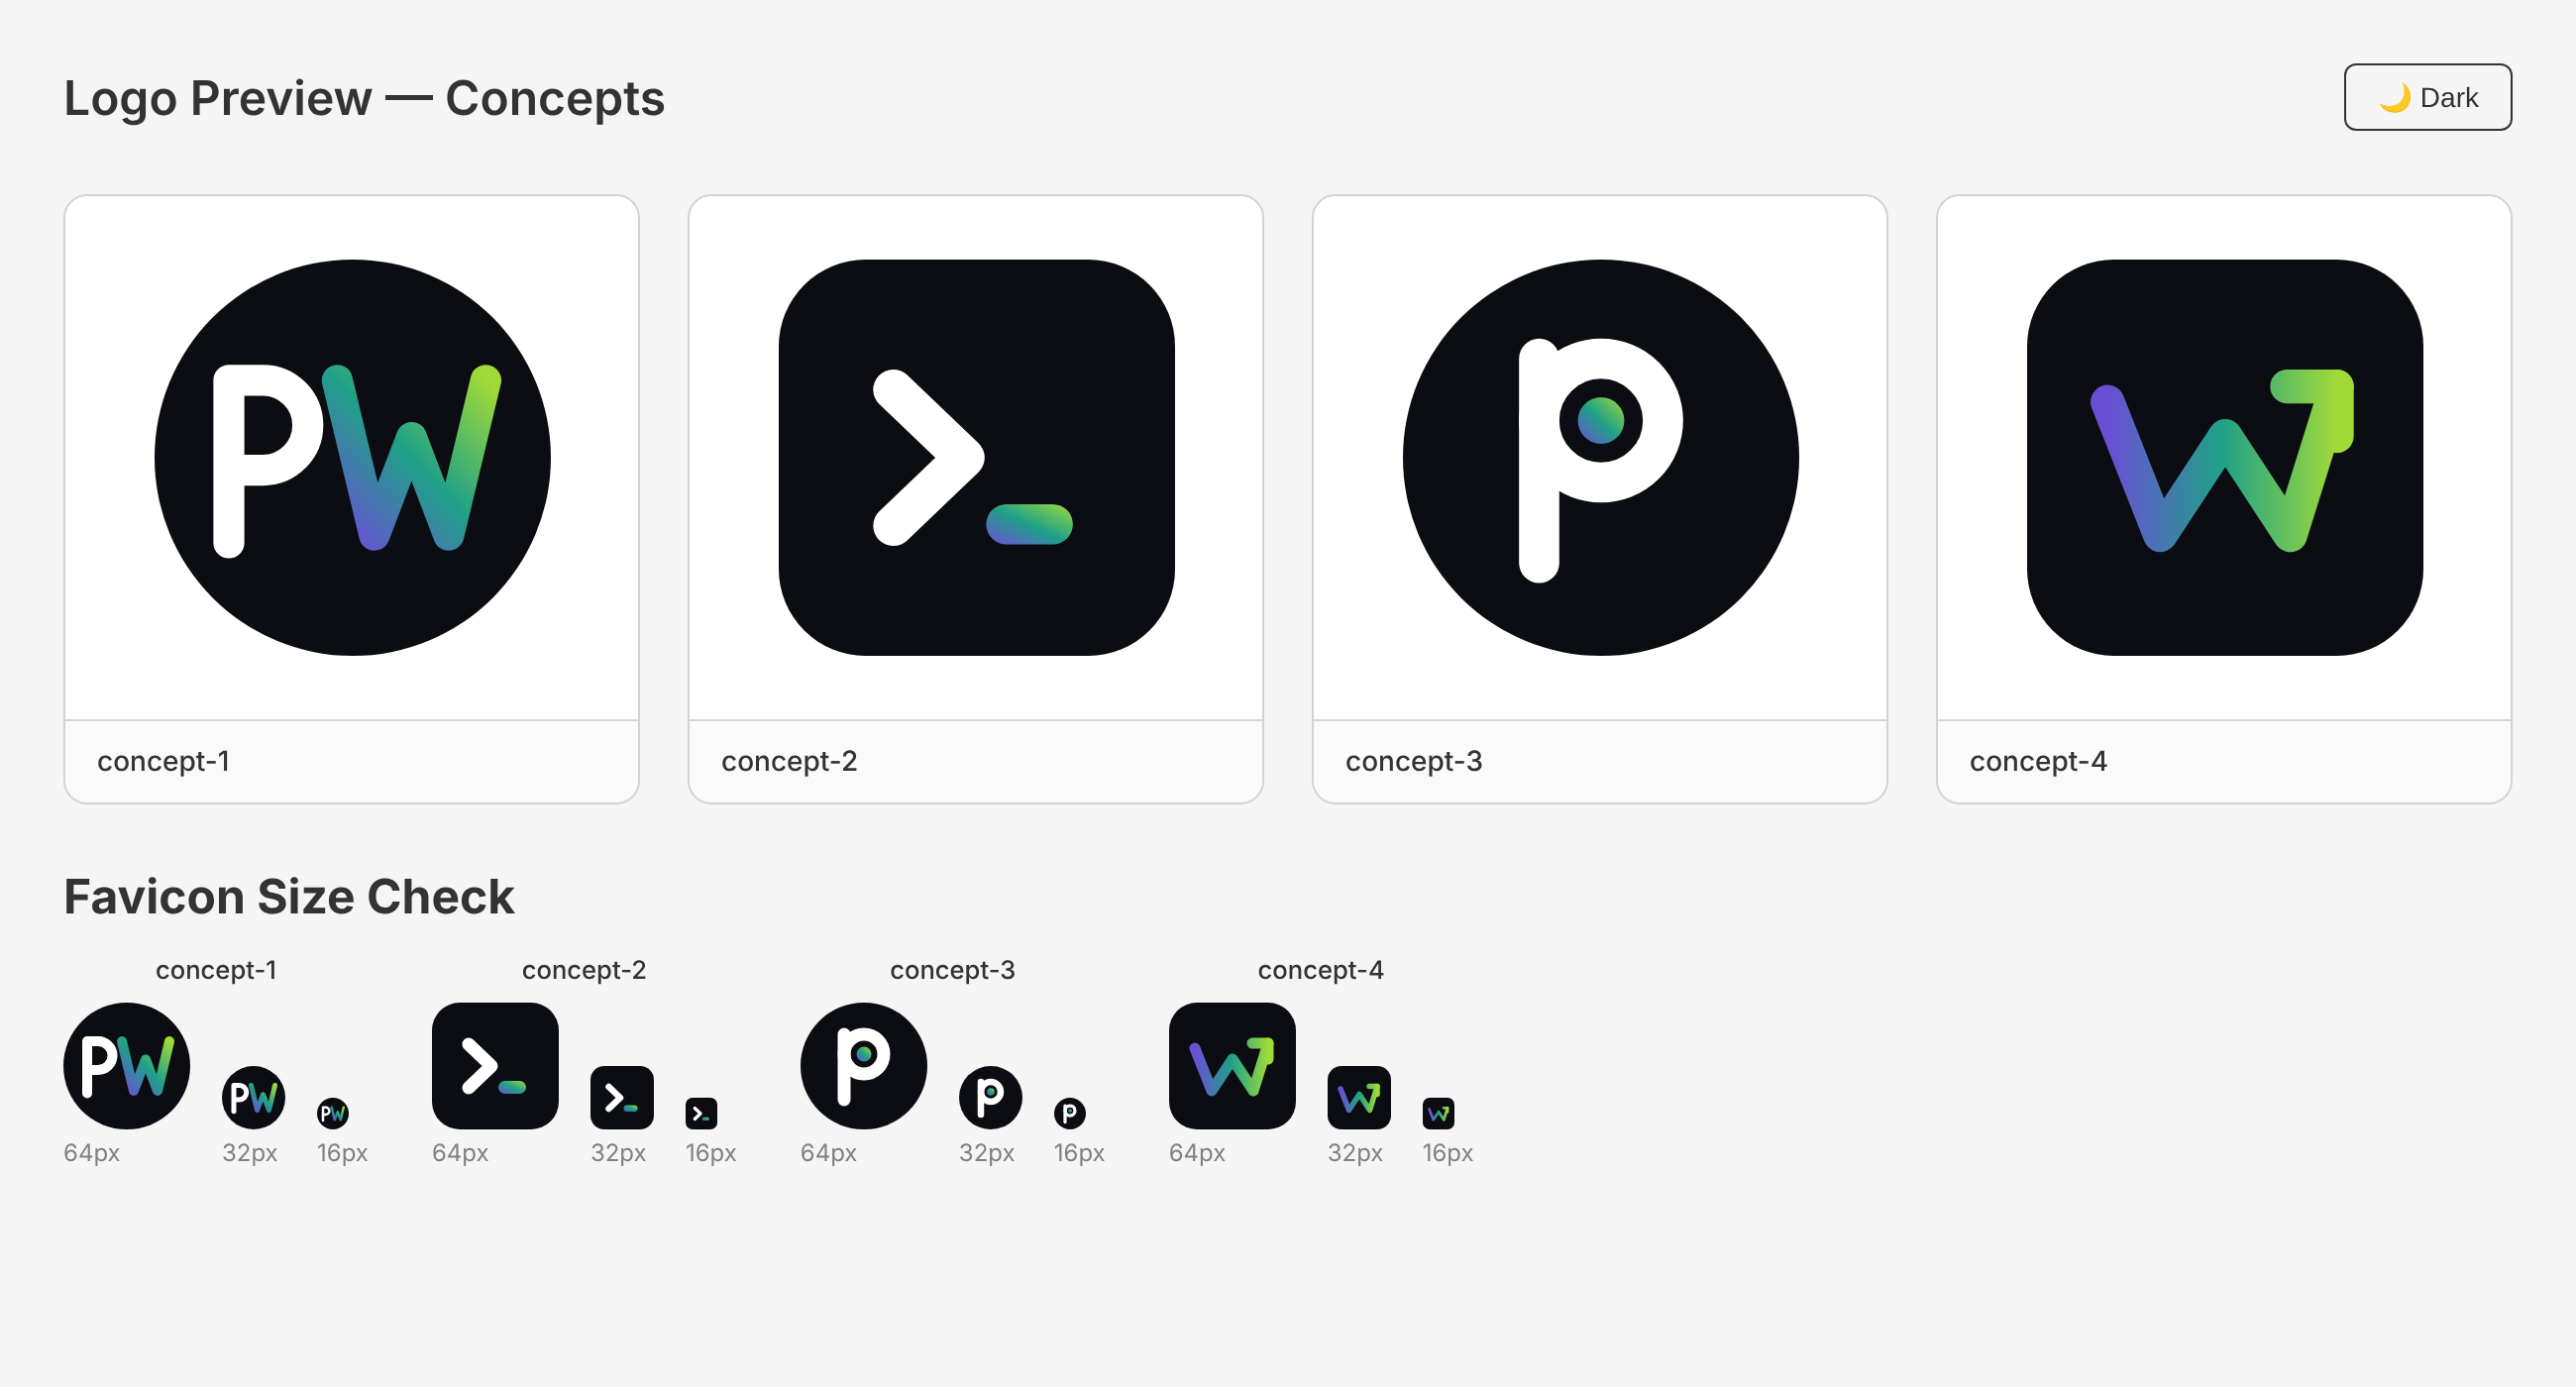 Logo Preview — Concepts
🌙 Dark
PW
>_
p
W
concept-1
concept-2
concept-3
concept-4
Favicon Size Check
concept-1
concept-2
concept-3
concept-4
PW
PW
PW
>_
>_
>_
p
p
p
W
W
W
64px
32px
16px
64px
32px
16px
64px
32px
16px
64px
32px
16px